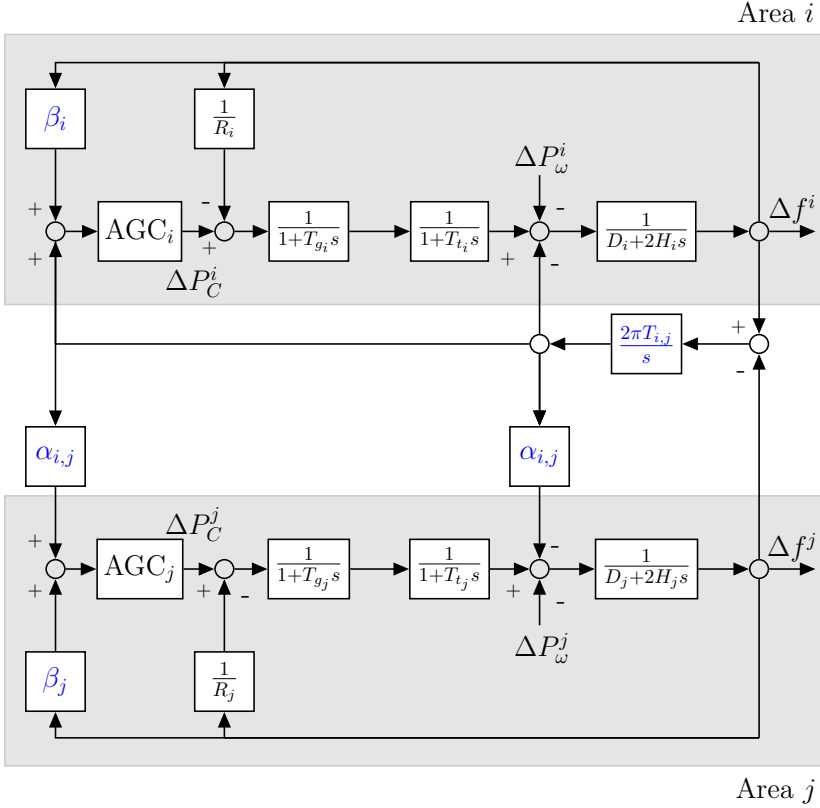 Area i
β_i
1/R_i
ΔP_ω^i
+ - -
+ AGC_i + 1/(1+T_{g_i}s) 1/(1+T_{t_i}s) + - 1/(D_i+2H_i s) Δf^i
ΔP_C^i
2πT_{i,j}/s + -
α_{i,j} α_{i,j}
ΔP_C^j
+ -
+ AGC_j + - 1/(1+T_{g_j}s) 1/(1+T_{t_j}s) + - 1/(D_j+2H_j s) Δf^j
ΔP_ω^j
β_j
1/R_j
Area j